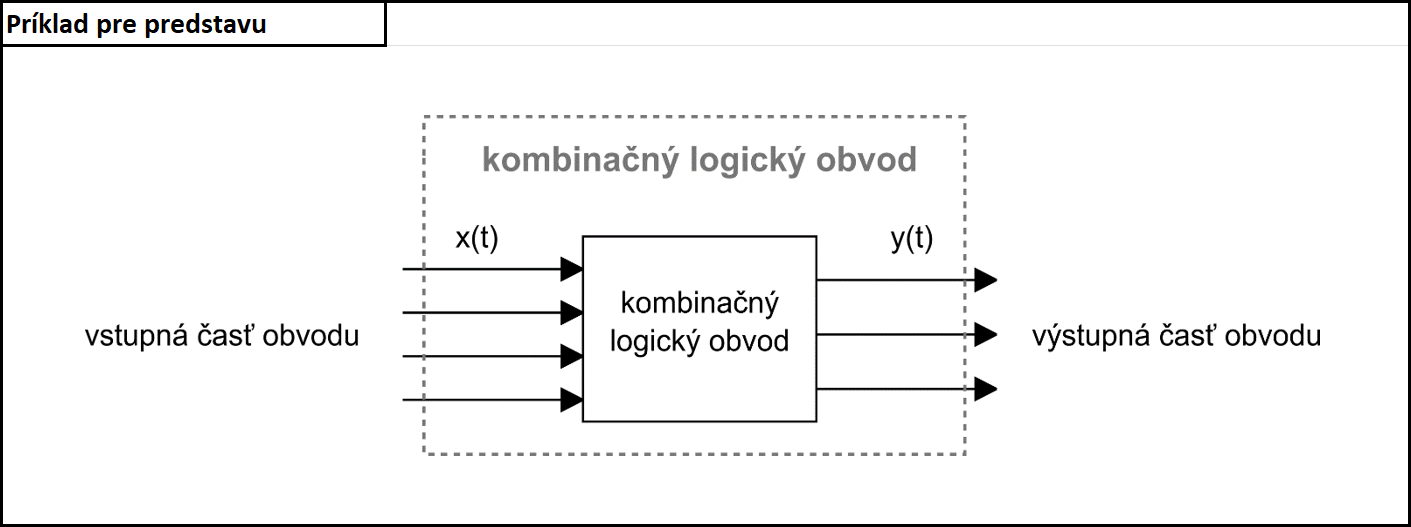 Príklad pre predstavu
kombinačný logický obvod
x(t)
y(t)
vstupná časť obvodu
kombinačný
logický obvod
výstupná časť obvodu